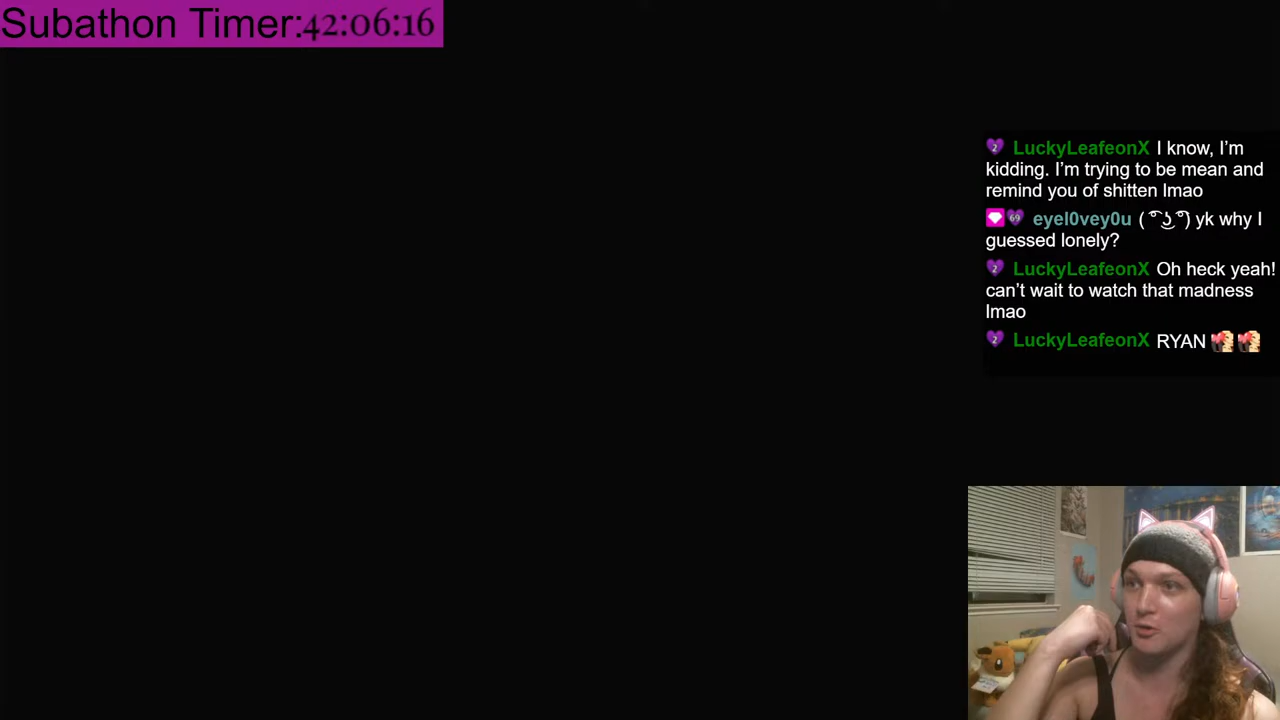 Subathon Timer:42:06:16
LuckyLeafeonX I know, I’m
kidding. I’m trying to be mean and
remind you of shitten lmao
eyel0vey0u ( ͡° ͜ʖ ͡°) yk why I
guessed lonely?
LuckyLeafeonX Oh heck yeah!
can’t wait to watch that madness
lmao
LuckyLeafeonX RYAN